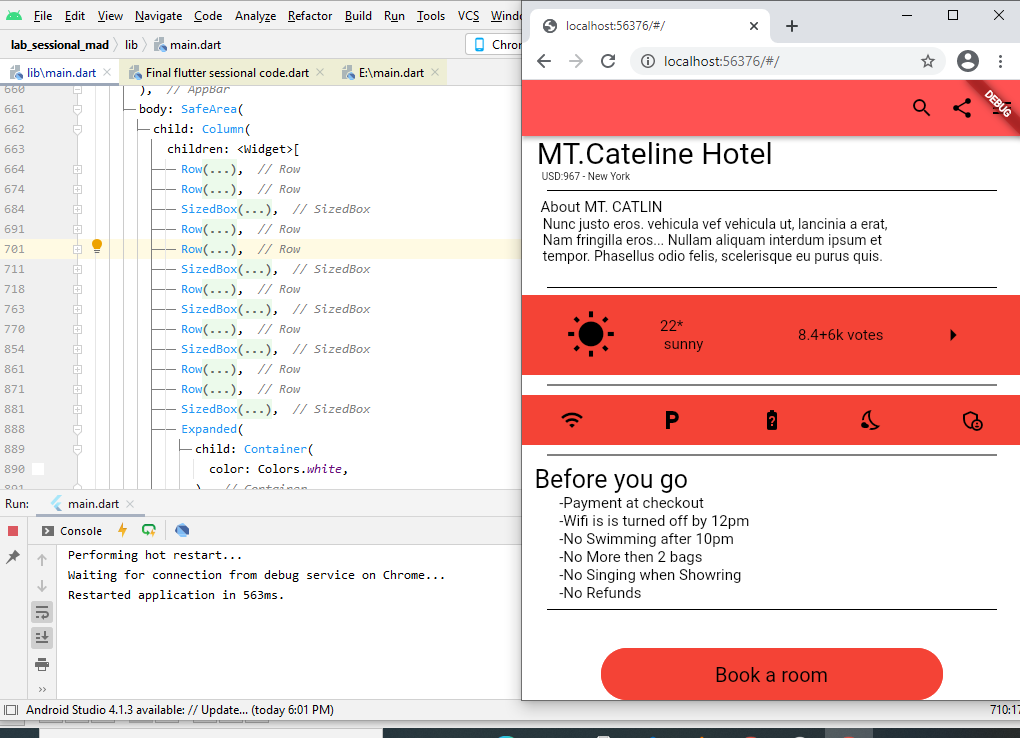 File Edit View Navigate Code Analyze Refactor Build Run Tools VCS
lab_sessional_mad lib main.dart
lib\main.dart Final flutter sessional code.dart E:\main.dart
660 ), // AppBar
661 body: SafeArea(
662 child: Column(
663 children: <Widget>[
664 Row(...), // Row
674 Row(...), // Row
684 SizedBox(...), // SizedBox
691 Row(...), // Row
701 Row(...), // Row
711 SizedBox(...), // SizedBox
718 Row(...), // Row
763 SizedBox(...), // SizedBox
770 Row(...), // Row
854 SizedBox(...), // SizedBox
861 Row(...), // Row
871 Row(...), // Row
881 SizedBox(...), // SizedBox
888 Expanded(
889 child: Container(
890 color: Colors.white,
891 ), // Container
Run: main.dart
Console
Performing hot restart...
Waiting for connection from debug service on Chrome...
Restarted application in 563ms.
Android Studio 4.1.3 available: // Update... (today 6:01 PM)
localhost:56376/#/
localhost:56376/#/
DEBUG
MT.Cateline Hotel
USD:967 - New York
About MT. CATLIN
Nunc justo eros. vehicula vef vehicula ut, lancinia a erat,
Nam fringilla eros... Nullam aliquam interdum ipsum et
tempor. Phasellus odio felis, scelerisque eu purus quis.
22*
sunny
8.4+6k votes
P
Before you go
-Payment at checkout
-Wifi is is turned off by 12pm
-No Swimming after 10pm
-No More then 2 bags
-No Singing when Showring
-No Refunds
Book a room